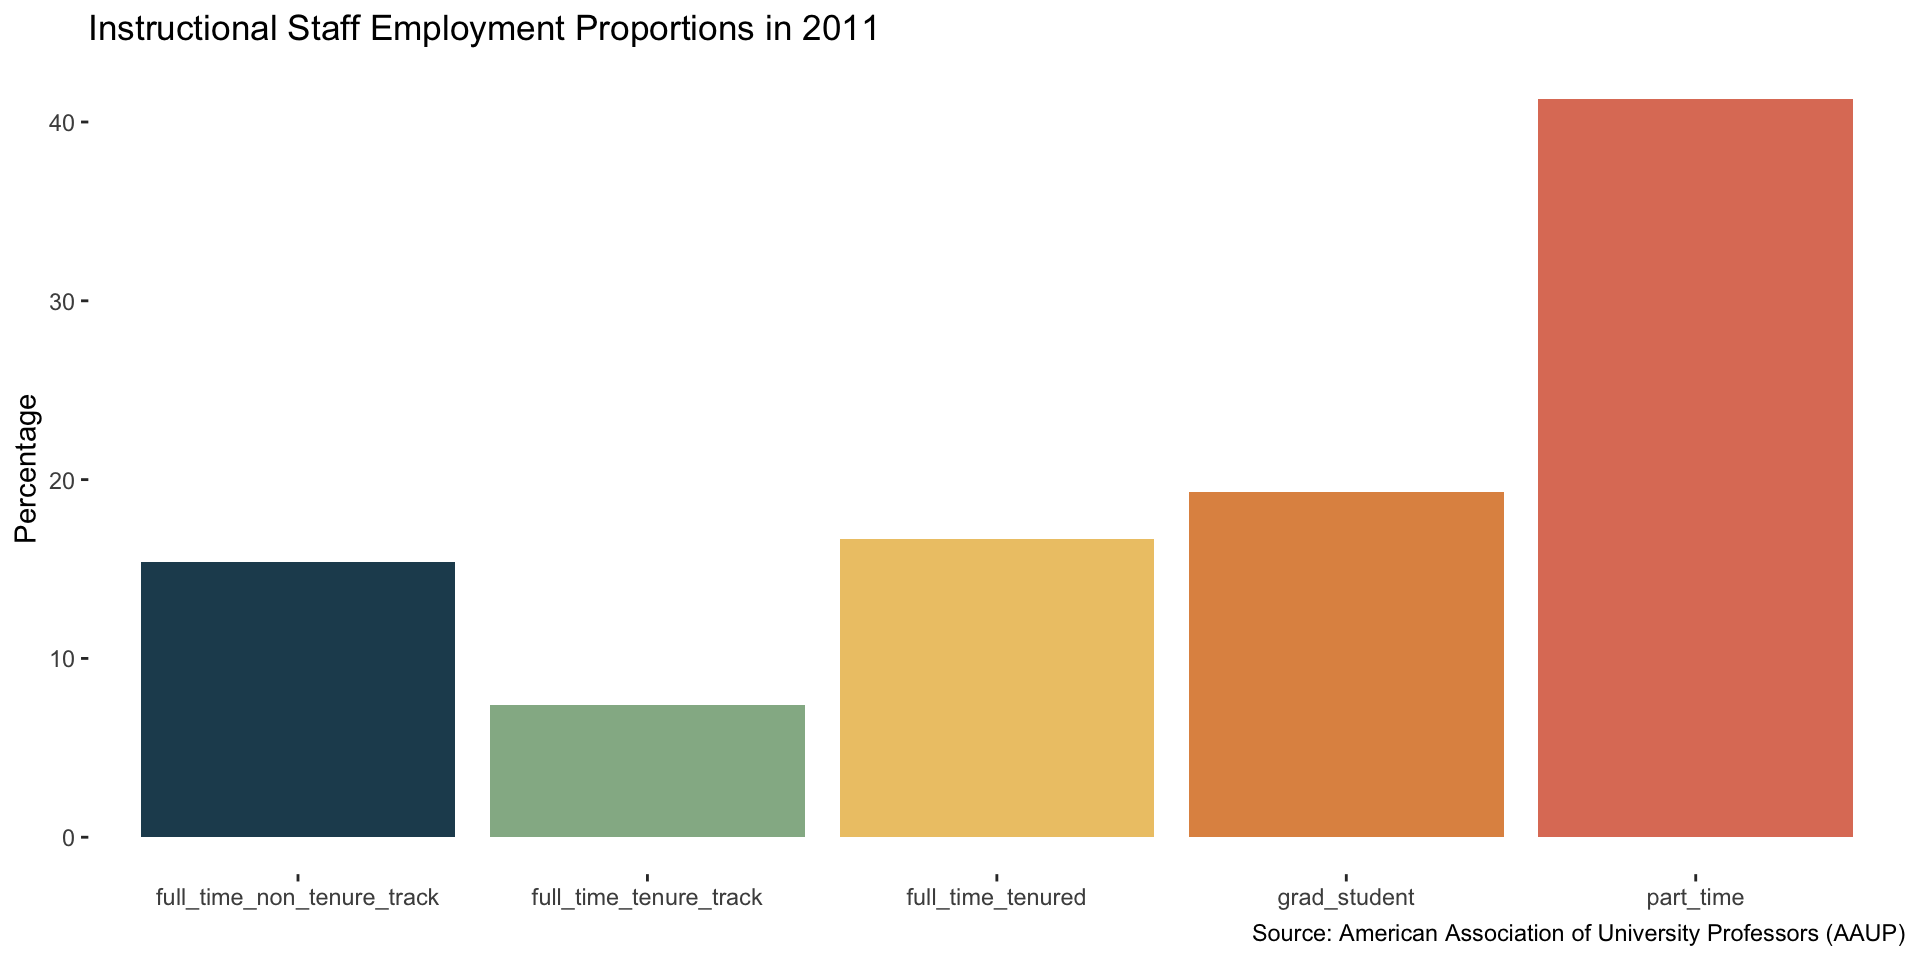 Instructional Staff Employment Proportions in 2011
Percentage
40
30
20
10
0
full_time_non_tenure_track
full_time_tenure_track
full_time_tenured
grad_student
part_time
Source: American Association of University Professors (AAUP)